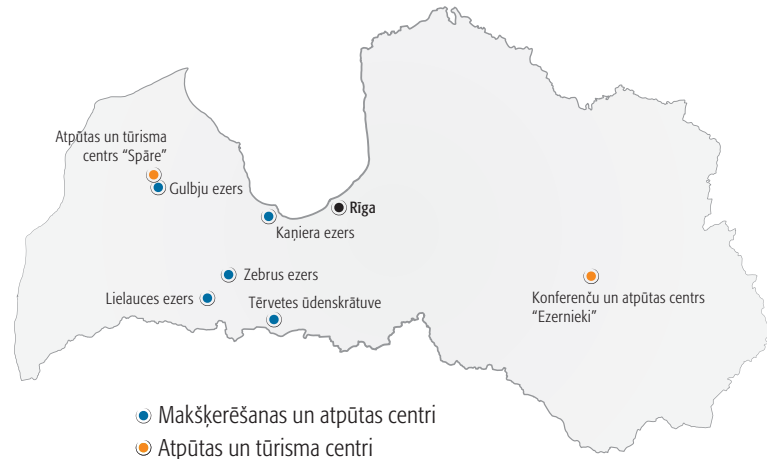 Atpūtas un tūrisma
centrs “Spāre”
Gulbju ezers
Rīga
Kaņiera ezers
Zebrus ezers
Lielauces ezers
Tērvetes ūdenskrātuve
Konferenču un atpūtas centrs
“Ezernieki”
Makšķerēšanas un atpūtas centri
Atpūtas un tūrisma centri